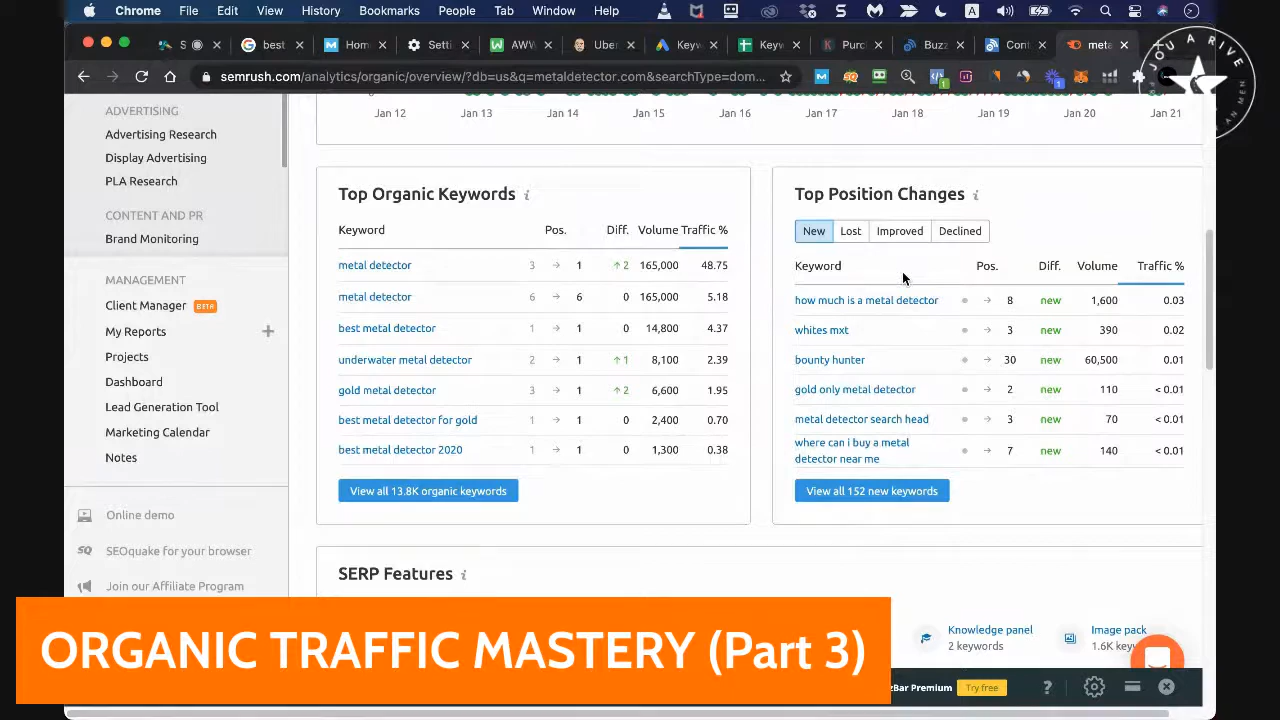 Chrome File Edit View History Bookmarks People Tab Window Help
S best Hom Setti AWW Uber Keyw Keyw Purc Buzz Cont meta
semrush.com/analytics/organic/overview/?db=us&q=metaldetector.com&searchType=dom...
Jan 12 Jan 13 Jan 14 Jan 15 Jan 16 Jan 17 Jan 18 Jan 19 Jan 20 Jan 21
ADVERTISING
Advertising Research
Display Advertising
PLA Research
CONTENT AND PR
Brand Monitoring
MANAGEMENT
Client Manager BETA
My Reports +
Projects
Dashboard
Lead Generation Tool
Marketing Calendar
Notes
Online demo
SQ SEOquake for your browser
Join our Affiliate Program
Top Organic Keywords i
Keyword Pos. Diff. Volume Traffic %
metal detector 3 → 1 ↑ 2 165,000 48.75
metal detector 6 → 6 0 165,000 5.18
best metal detector 1 → 1 0 14,800 4.37
underwater metal detector 2 → 1 ↑ 1 8,100 2.39
gold metal detector 3 → 1 ↑ 2 6,600 1.95
best metal detector for gold 1 → 1 0 2,400 0.70
best metal detector 2020 1 → 1 0 1,300 0.38
View all 13.8K organic keywords
Top Position Changes i
New Lost Improved Declined
Keyword Pos. Diff. Volume Traffic %
how much is a metal detector → 8 new 1,600 0.03
whites mxt → 3 new 390 0.02
bounty hunter → 30 new 60,500 0.01
gold only metal detector → 2 new 110 < 0.01
metal detector search head → 3 new 70 < 0.01
where can i buy a metal
detector near me → 7 new 140 < 0.01
View all 152 new keywords
SERP Features i
Knowledge panel
2 keywords
Image pack
1.6K keyw
zBar Premium Try free ?
ORGANIC TRAFFIC MASTERY (Part 3)